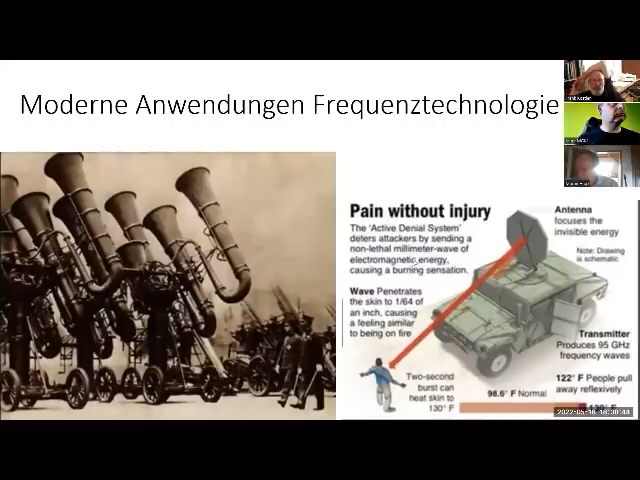 Moderne Anwendungen Frequenztechnologie
Pain without injury
The 'Active Denial System'
deters attackers by sending a
non-lethal millimeter-wave of
electromagnetic energy,
causing a burning sensation.
Wave Penetrates
the skin to 1/64 of
an inch, causing
a feeling similar
to being on fire
Antenna
focuses the
invisible energy
Note: Drawing
is schematic
Transmitter
Produces 95 GHz
frequency waves
Two-second
burst can
heat skin to
130° F
98.6° F Normal
122° F People pull
away reflexively